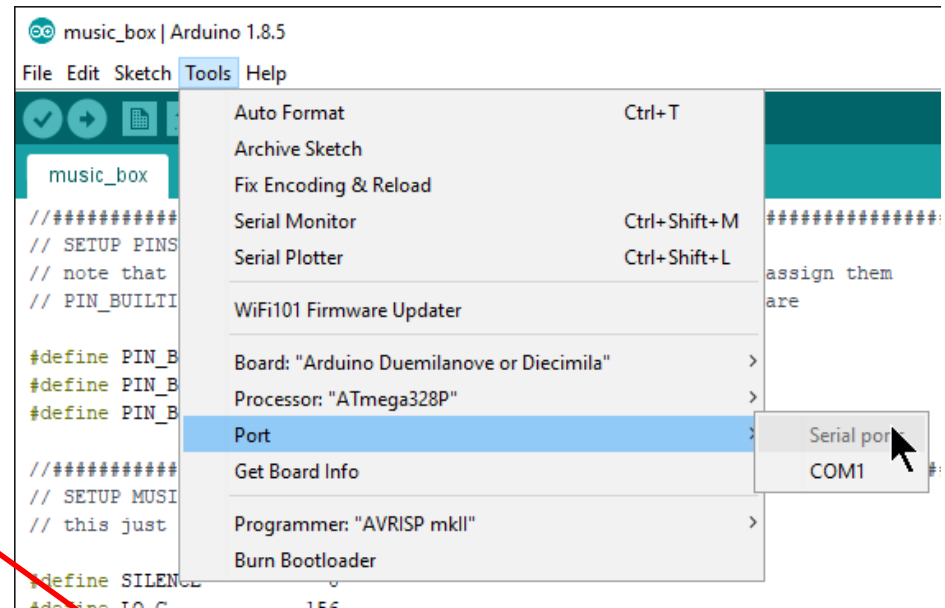 music_box | Arduino 1.8.5
File Edit Sketch Tools Help
music_box
Auto Format Ctrl+T
Archive Sketch
Fix Encoding & Reload
Serial Monitor Ctrl+Shift+M
Serial Plotter Ctrl+Shift+L
WiFi101 Firmware Updater
Board: "Arduino Duemilanove or Diecimila"
Processor: "ATmega328P"
Port
Serial
COM1
Get Board Info
Programmer: "AVRISP mkII"
Burn Bootloader
//###########
// SETUP PINS
// note that assign them
// PIN_BUILTI are
#define PIN_B
#define PIN_B
#define PIN_B
//###########
// SETUP MUSI
// this just
#define SILENCE
#define LO_C 156